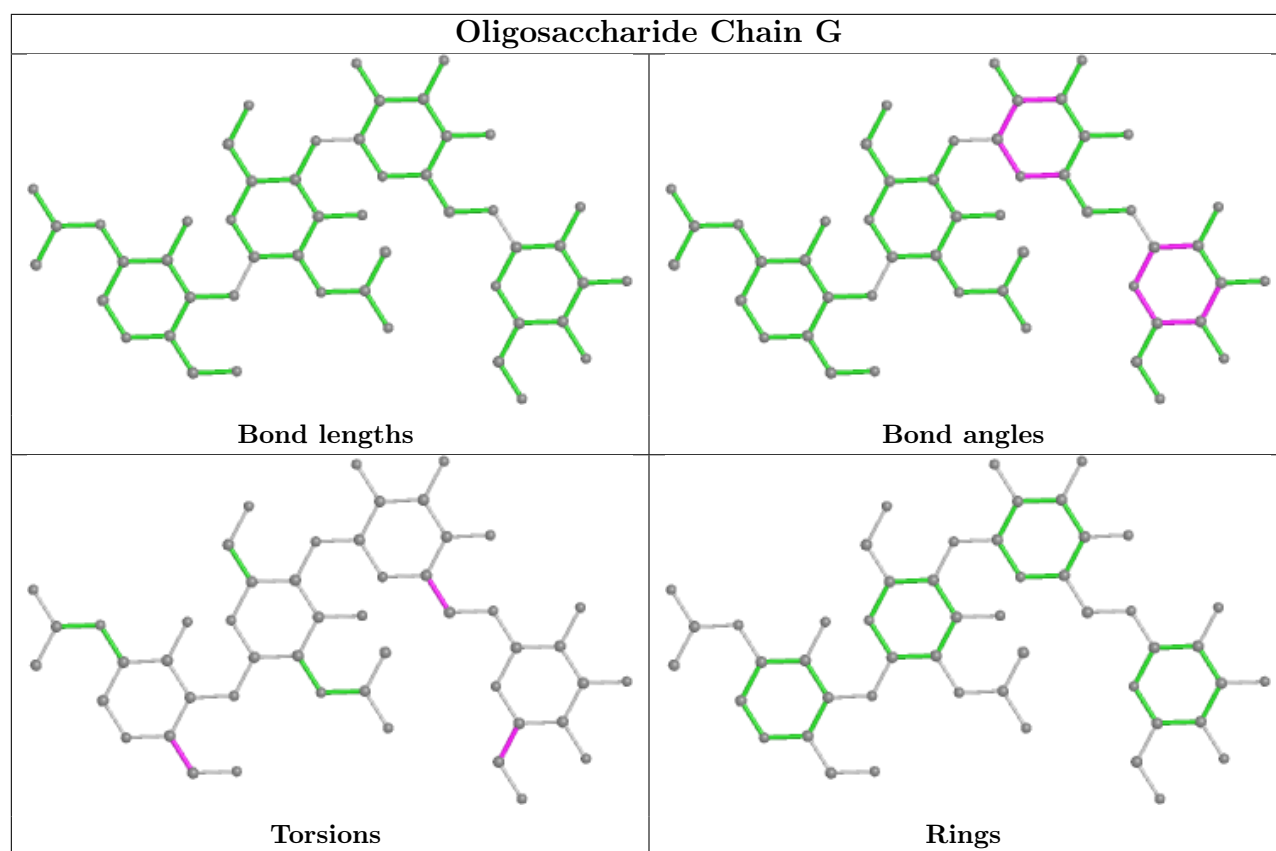 Oligosaccharide Chain G
Bond lengths
Bond angles
Torsions
Rings